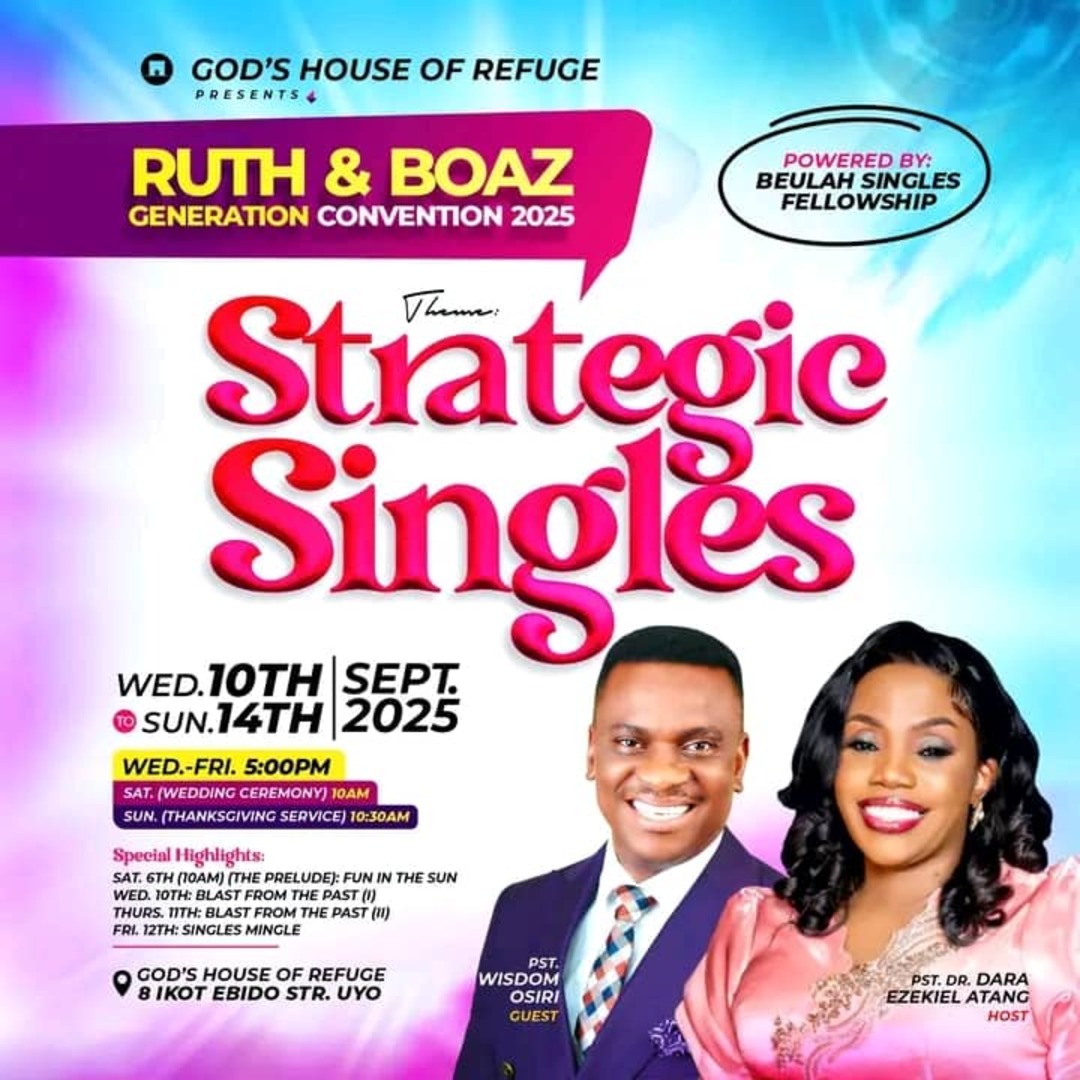 GOD'S HOUSE OF REFUGE
PRESENTS
RUTH & BOAZ
GENERATION CONVENTION 2025
POWERED BY:
BEULAH SINGLES
FELLOWSHIP
Theme:
Strategic
Singles
WED. 10TH
TO SUN. 14TH
SEPT.
2025
WED.-FRI. 5:00PM
SAT. (WEDDING CEREMONY) 10AM
SUN. (THANKSGIVING SERVICE) 10:30AM
Special Highlights:
SAT. 6TH (10AM) (THE PRELUDE): FUN IN THE SUN
WED. 10TH: BLAST FROM THE PAST (I)
THURS. 11TH: BLAST FROM THE PAST (II)
FRI. 12TH: SINGLES MINGLE
GOD'S HOUSE OF REFUGE
8 IKOT EBIDO STR. UYO
PST.
WISDOM
OSIRI
GUEST
PST. DR. DARA
EZEKIEL ATANG
HOST